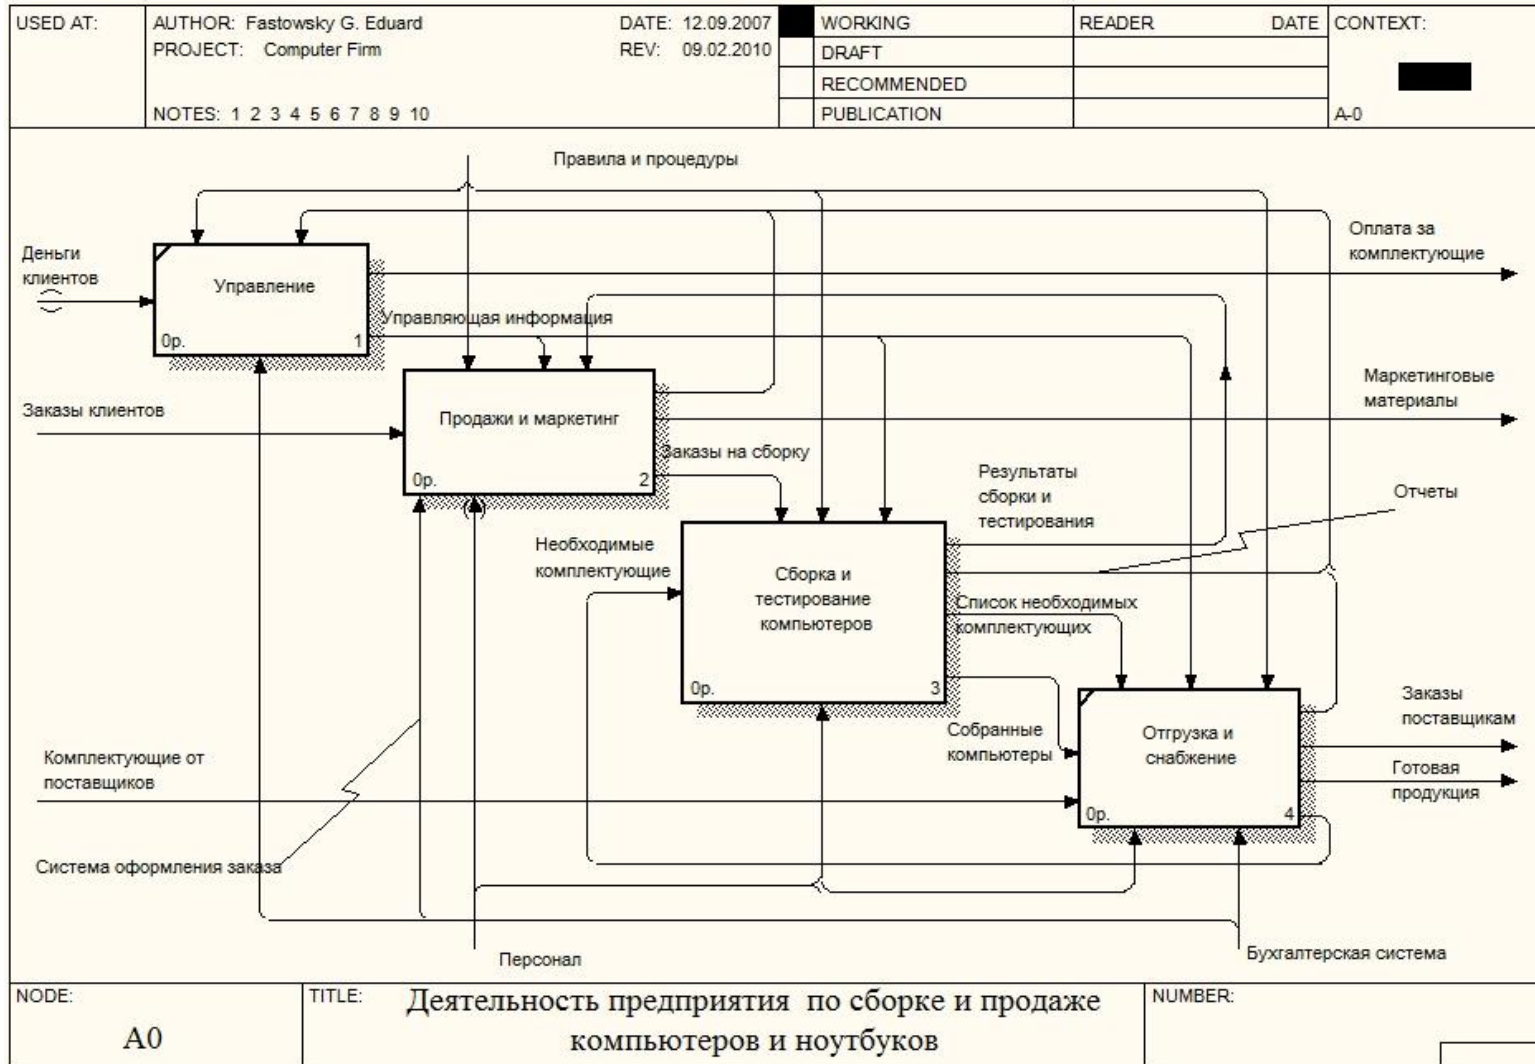 USED AT:
AUTHOR: Fastowsky G. Eduard
DATE: 12.09.2007
WORKING
READER
DATE
CONTEXT:
PROJECT: Computer Firm
REV: 09.02.2010
DRAFT
RECOMMENDED
NOTES: 1 2 3 4 5 6 7 8 9 10
PUBLICATION
A-0
Правила и процедуры
Деньги
клиентов
Управление
0р.
1
Оплата за
комплектующие
Управляющая информация
Заказы клиентов
Продажи и маркетинг
0р.
2
Маркетинговые
материалы
Заказы на сборку
Результаты
сборки и
тестирования
Отчеты
Необходимые
комплектующие
Сборка и
тестирование
компьютеров
0р.
3
Список необходимых
комплектующих
Собранные
компьютеры
Отгрузка и
снабжение
0р.
4
Заказы
поставщикам
Готовая
продукция
Комплектующие от
поставщиков
Система оформления заказа
Персонал
Бухгалтерская система
NODE:
A0
TITLE:
Деятельность предприятия по сборке и продаже
компьютеров и ноутбуков
NUMBER: